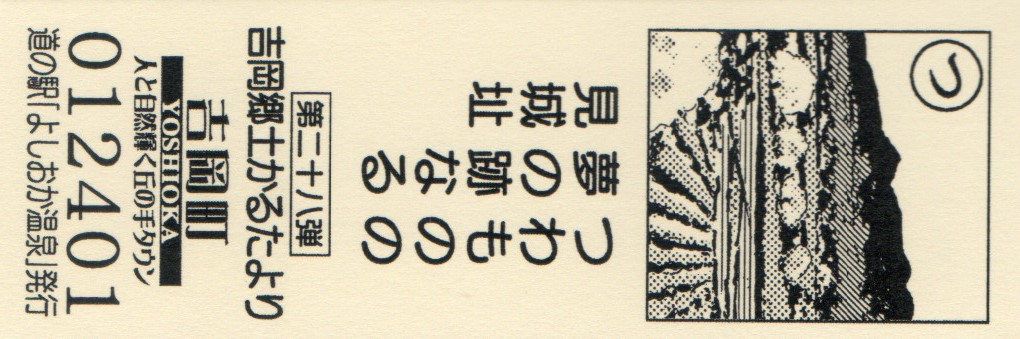 つ
つわものの
夢の跡なる
見城址
第二十八弾
吉岡郷土かるたより
吉岡町
YOSHIOKA
人と自然輝く丘の手タウン
012401
道の駅「よしおか温泉」発行